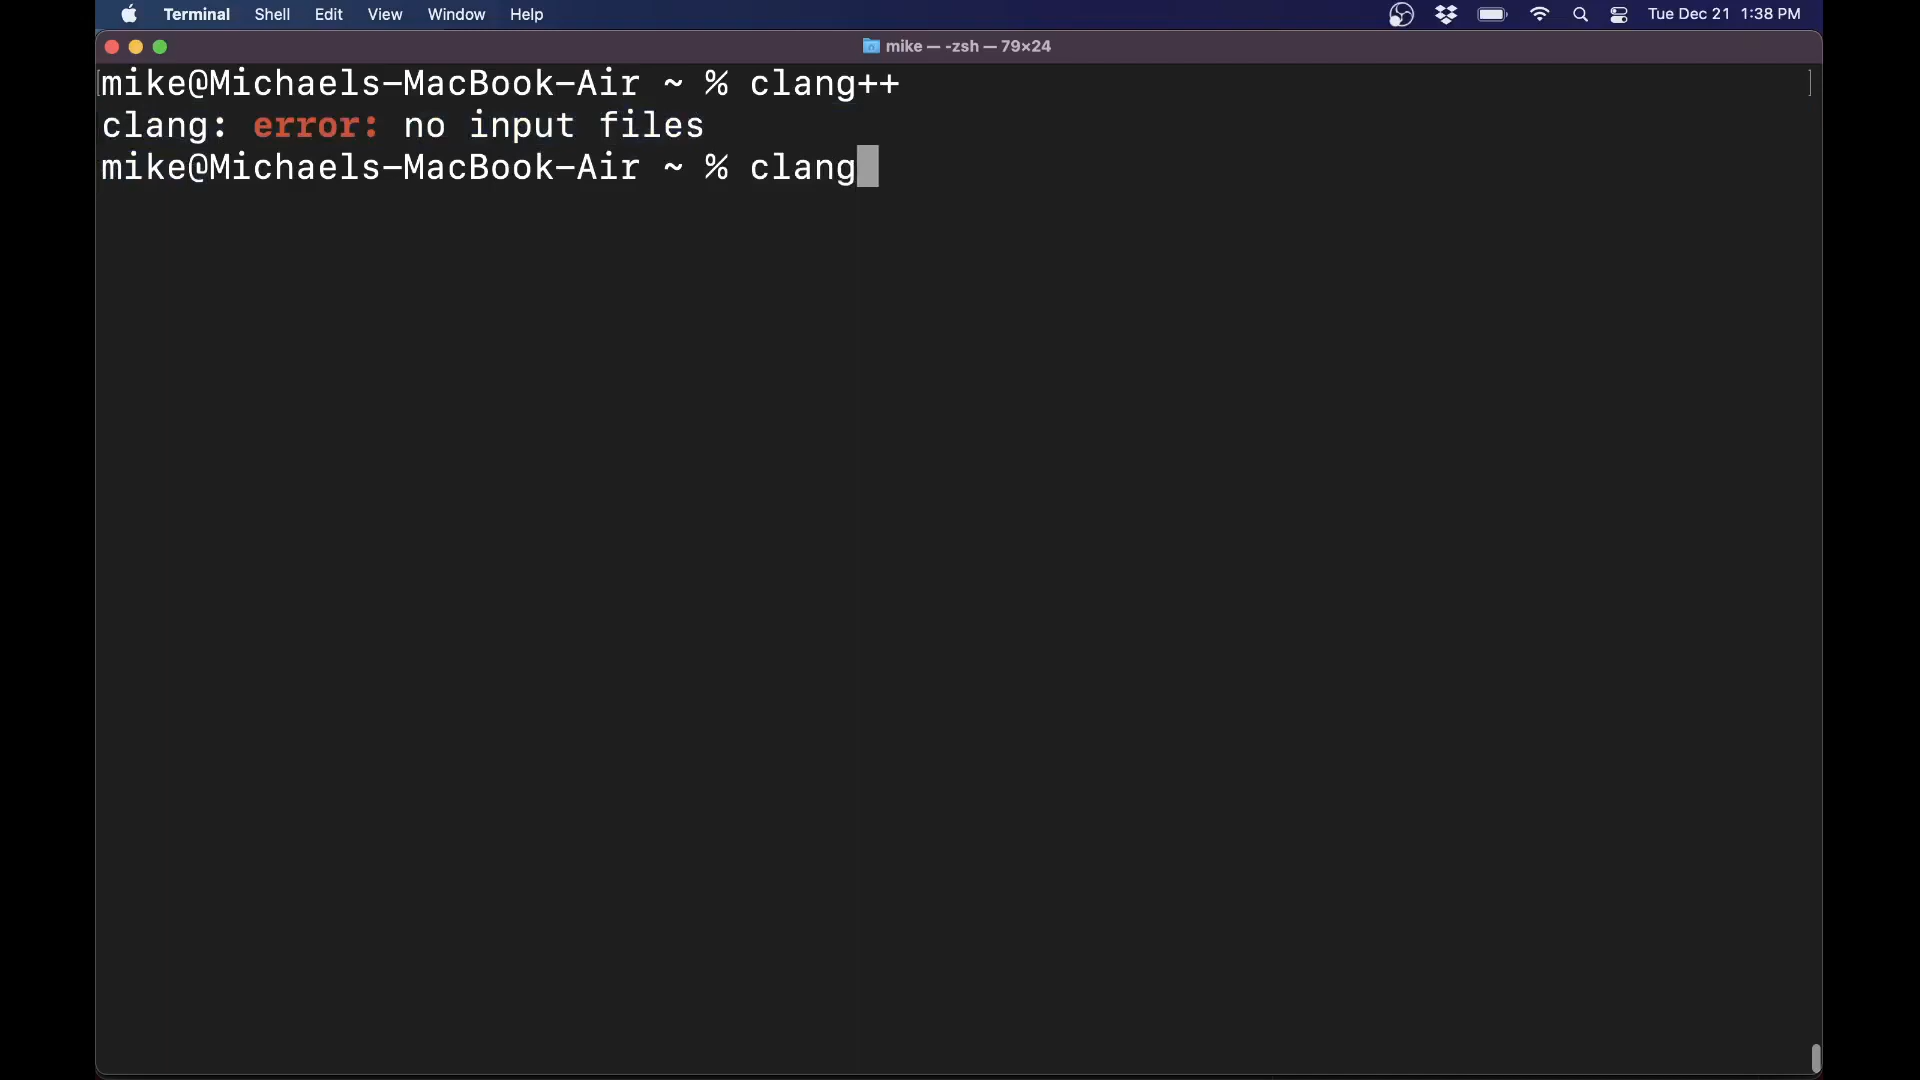 Terminal Shell Edit View Window Help Tue Dec 21 1:38 PM
mike — -zsh — 79×24
mike@Michaels-MacBook-Air ~ % clang++
clang: error: no input files
mike@Michaels-MacBook-Air ~ % clang